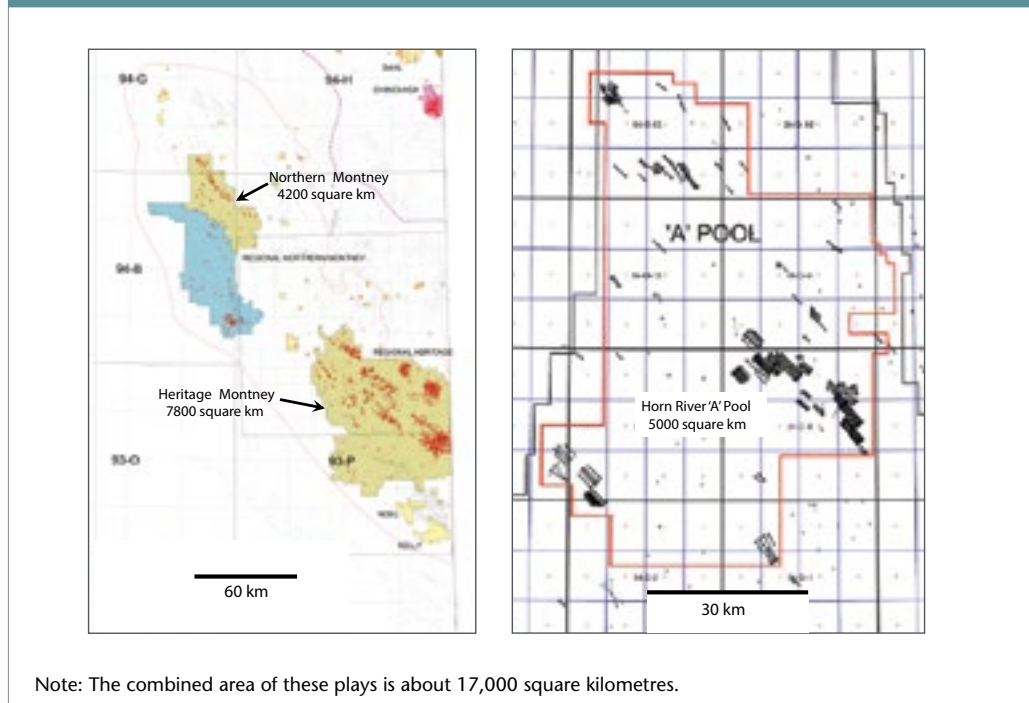 94-G
94-H
Northern Montney
4200 square km
REGIONAL NORTHERN MONTNEY
94-B
REGIONAL HERITAGE
Heritage Montney
7800 square km
93-O
93-P
60 km
'A' POOL
Horn River 'A' Pool
5000 square km
30 km
Note: The combined area of these plays is about 17,000 square kilometres.